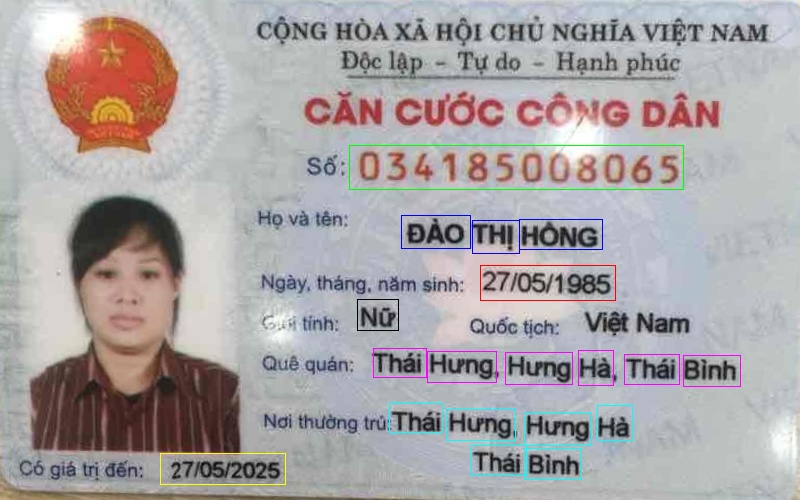 CỘNG HÒA XÃ HỘI CHỦ NGHĨA VIỆT NAM
Độc lập - Tự do - Hạnh phúc
CĂN CƯỚC CÔNG DÂN
Số: 034185008065
Họ và tên:
ĐÀO THỊ HỒNG
Ngày, tháng, năm sinh: 27/05/1985
Giới tính: Nữ Quốc tịch: Việt Nam
Quê quán: Thái Hưng, Hưng Hà, Thái Bình
Nơi thường trú: Thái Hưng, Hưng Hà
Thái Bình
Có giá trị đến: 27/05/2025